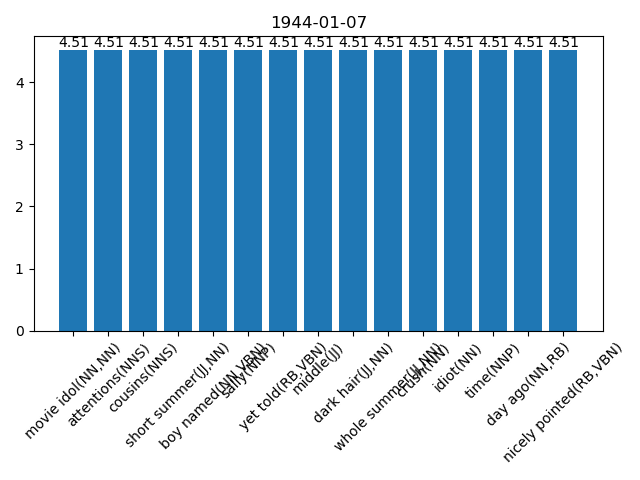 1944-01-07
4.51 4.51 4.51 4.51 4.51 4.51 4.51 4.51 4.51 4.51 4.51 4.51 4.51 4.51 4.51
4
3
2
1
0
movie idol(NN,NN)
attentions(NNS)
cousins(NNS)
short summer(JJ,NN)
boy named(NN,VBN)
sally(NNP)
yet told(RB,VBN)
middle(JJ)
dark hair(JJ,NN)
whole summer(JJ,NN)
crush(NN)
idiot(NN)
time(NNP)
day ago(NN,RB)
nicely pointed(RB,VBN)